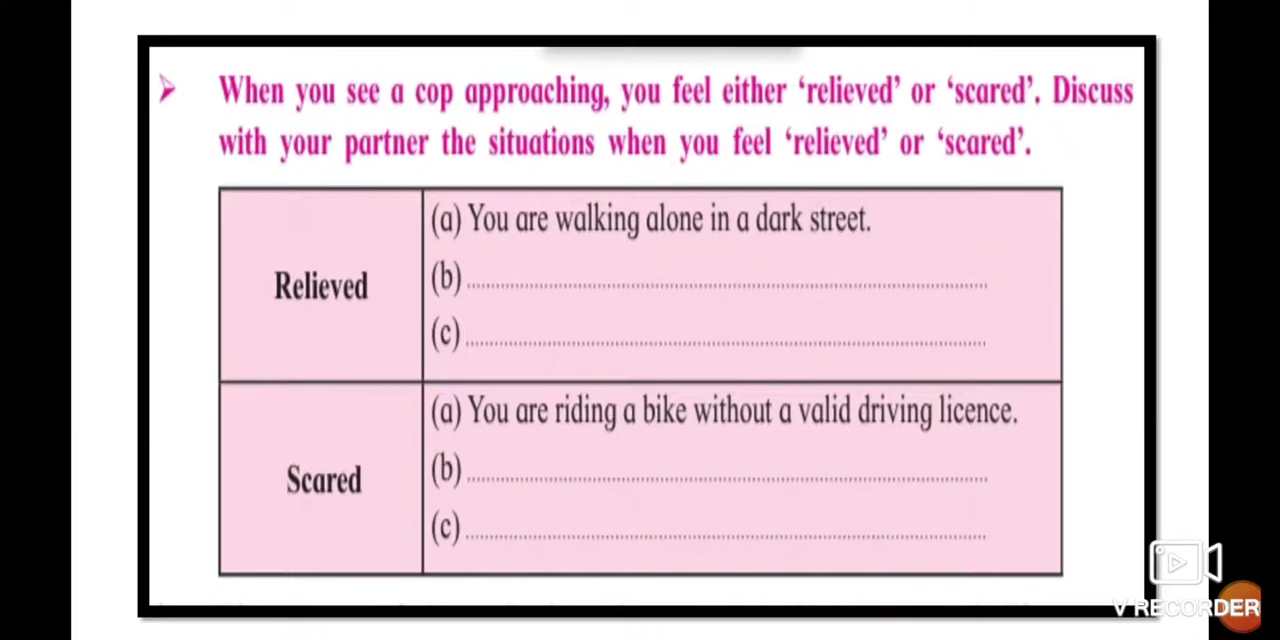 ➢ When you see a cop approaching, you feel either ‘relieved’ or ‘scared’. Discuss
with your partner the situations when you feel ‘relieved’ or ‘scared’.
(a) You are walking alone in a dark street.
Relieved
(b) ........................................................................
(c) ........................................................................
(a) You are riding a bike without a valid driving licence.
Scared
(b) ........................................................................
(c) ........................................................................
V RECORDER